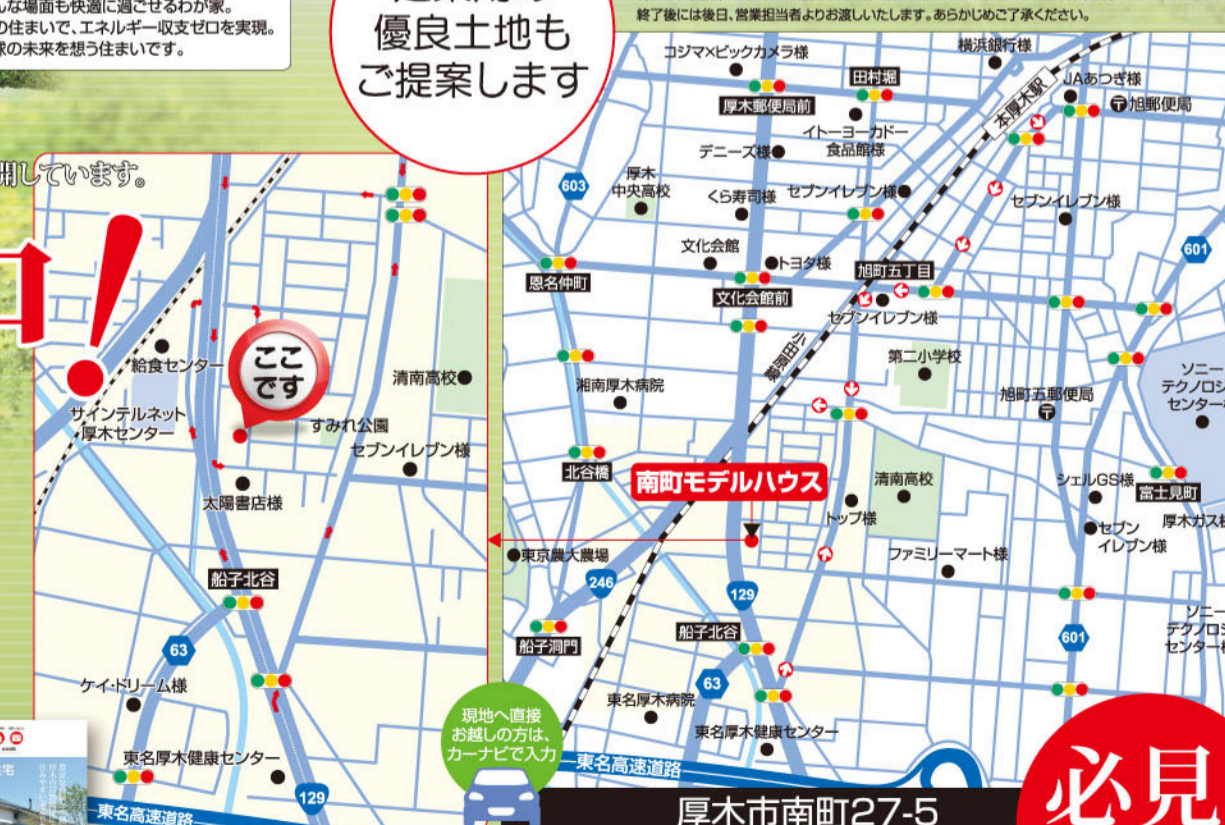 んな場面も快適に過ごせるわが家。
の住まいで、エネルギー収支ゼロを実現。
球の未来を想う住まいです。
優良土地も
ご提案します
終了後には後日、営業担当者よりお渡しいたします。あらかじめご了承ください。
開しています。
ここ
です
給食センター
サインテルネット
厚木センター
清南高校
すみれ公園
セブンイレブン様
太陽書店様
船子北谷
63
ケイ・ドリーム様
東名厚木健康センター
129
東名高速道路
コジマ×ビックカメラ様
横浜銀行様
田村堀
本厚木駅
JAあつぎ様
旭郵便局
厚木郵便局前
イトーヨーカドー
食品館様
デニーズ様
603
厚木
中央高校
くら寿司様
セブンイレブン様
セブンイレブン様
601
文化会館
トヨタ様
旭町五丁目
恩名仲町
文化会館前
セブンイレブン様
小田急
第二小学校
湘南厚木病院
旭町五郵便局
ソニー
テクノロジ
センター
北谷橋
南町モデルハウス
清南高校
シェルGS様
富士見町
トップ様
厚木ガス
セブン
イレブン様
東京農大農場
ファミリーマート様
246
129
船子洞門
船子北谷
601
ソニー
テクノロジ
センター
63
東名厚木病院
東名厚木健康センター
現地へ直接
お越しの方は、
カーナビで入力
東名高速道路
厚木市南町27-5
必見